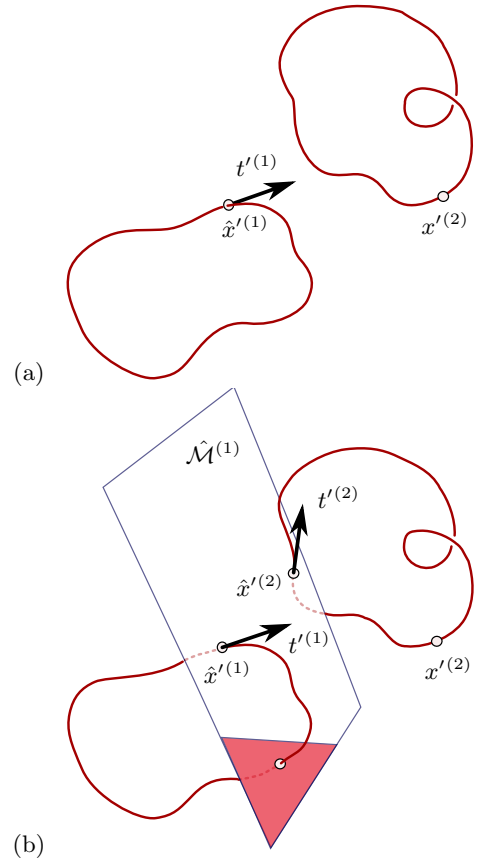 t′(1)
x̂′(1)
x′(2)
(a)
ℳ̂(1)
t′(2)
x̂′(2)
t′(1)
x̂′(1)
x′(2)
(b)